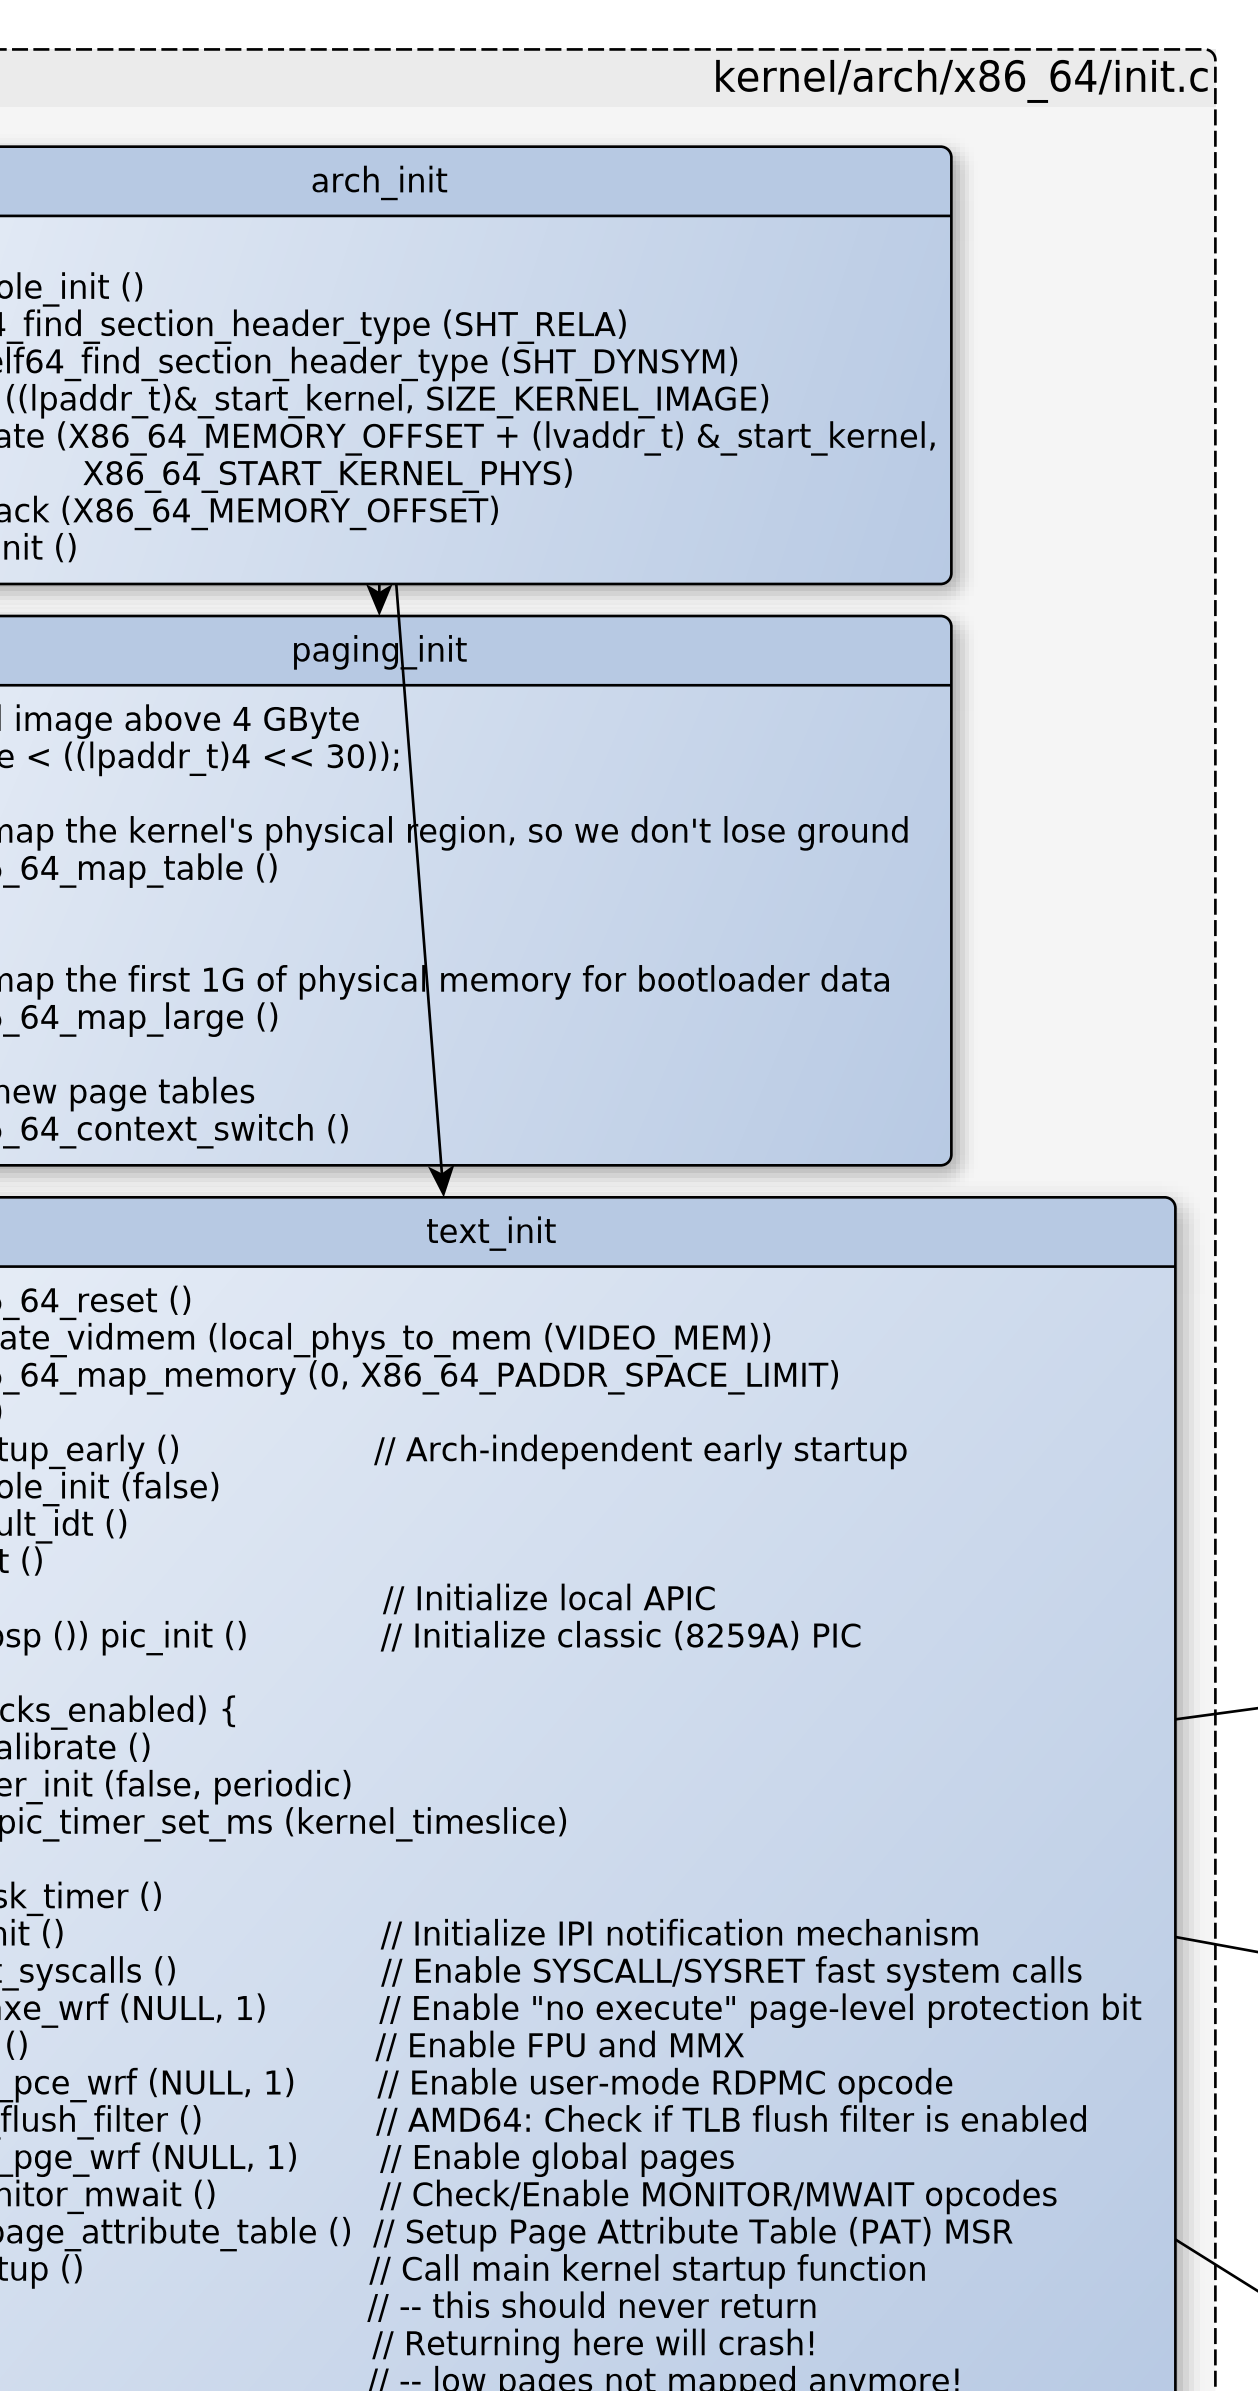 kernel/arch/x86_64/init.c
arch_init
ole_init ()
4_find_section_header_type (SHT_RELA)
elf64_find_section_header_type (SHT_DYNSYM)
((lpaddr_t)&_start_kernel, SIZE_KERNEL_IMAGE)
ate (X86_64_MEMORY_OFFSET + (lvaddr_t) &_start_kernel,
X86_64_START_KERNEL_PHYS)
ack (X86_64_MEMORY_OFFSET)
nit ()
paging_init
l image above 4 GByte
e < ((lpaddr_t)4 << 30));
map the kernel's physical region, so we don't lose ground
6_64_map_table ()
map the first 1G of physical memory for bootloader data
6_64_map_large ()
new page tables
6_64_context_switch ()
text_init
6_64_reset ()
ate_vidmem (local_phys_to_mem (VIDEO_MEM))
6_64_map_memory (0, X86_64_PADDR_SPACE_LIMIT)
)
tup_early () // Arch-independent early startup
ole_init (false)
ult_idt ()
t ()
// Initialize local APIC
bsp ()) pic_init () // Initialize classic (8259A) PIC
cks_enabled) {
alibrate ()
er_init (false, periodic)
pic_timer_set_ms (kernel_timeslice)
sk_timer ()
nit () // Initialize IPI notification mechanism
t_syscalls () // Enable SYSCALL/SYSRET fast system calls
nxe_wrf (NULL, 1) // Enable "no execute" page-level protection bit
() // Enable FPU and MMX
_pce_wrf (NULL, 1) // Enable user-mode RDPMC opcode
flush_filter () // AMD64: Check if TLB flush filter is enabled
_pge_wrf (NULL, 1) // Enable global pages
nitor_mwait () // Check/Enable MONITOR/MWAIT opcodes
page_attribute_table () // Setup Page Attribute Table (PAT) MSR
tup () // Call main kernel startup function
// -- this should never return
// Returning here will crash!
// -- low pages not mapped anymore!